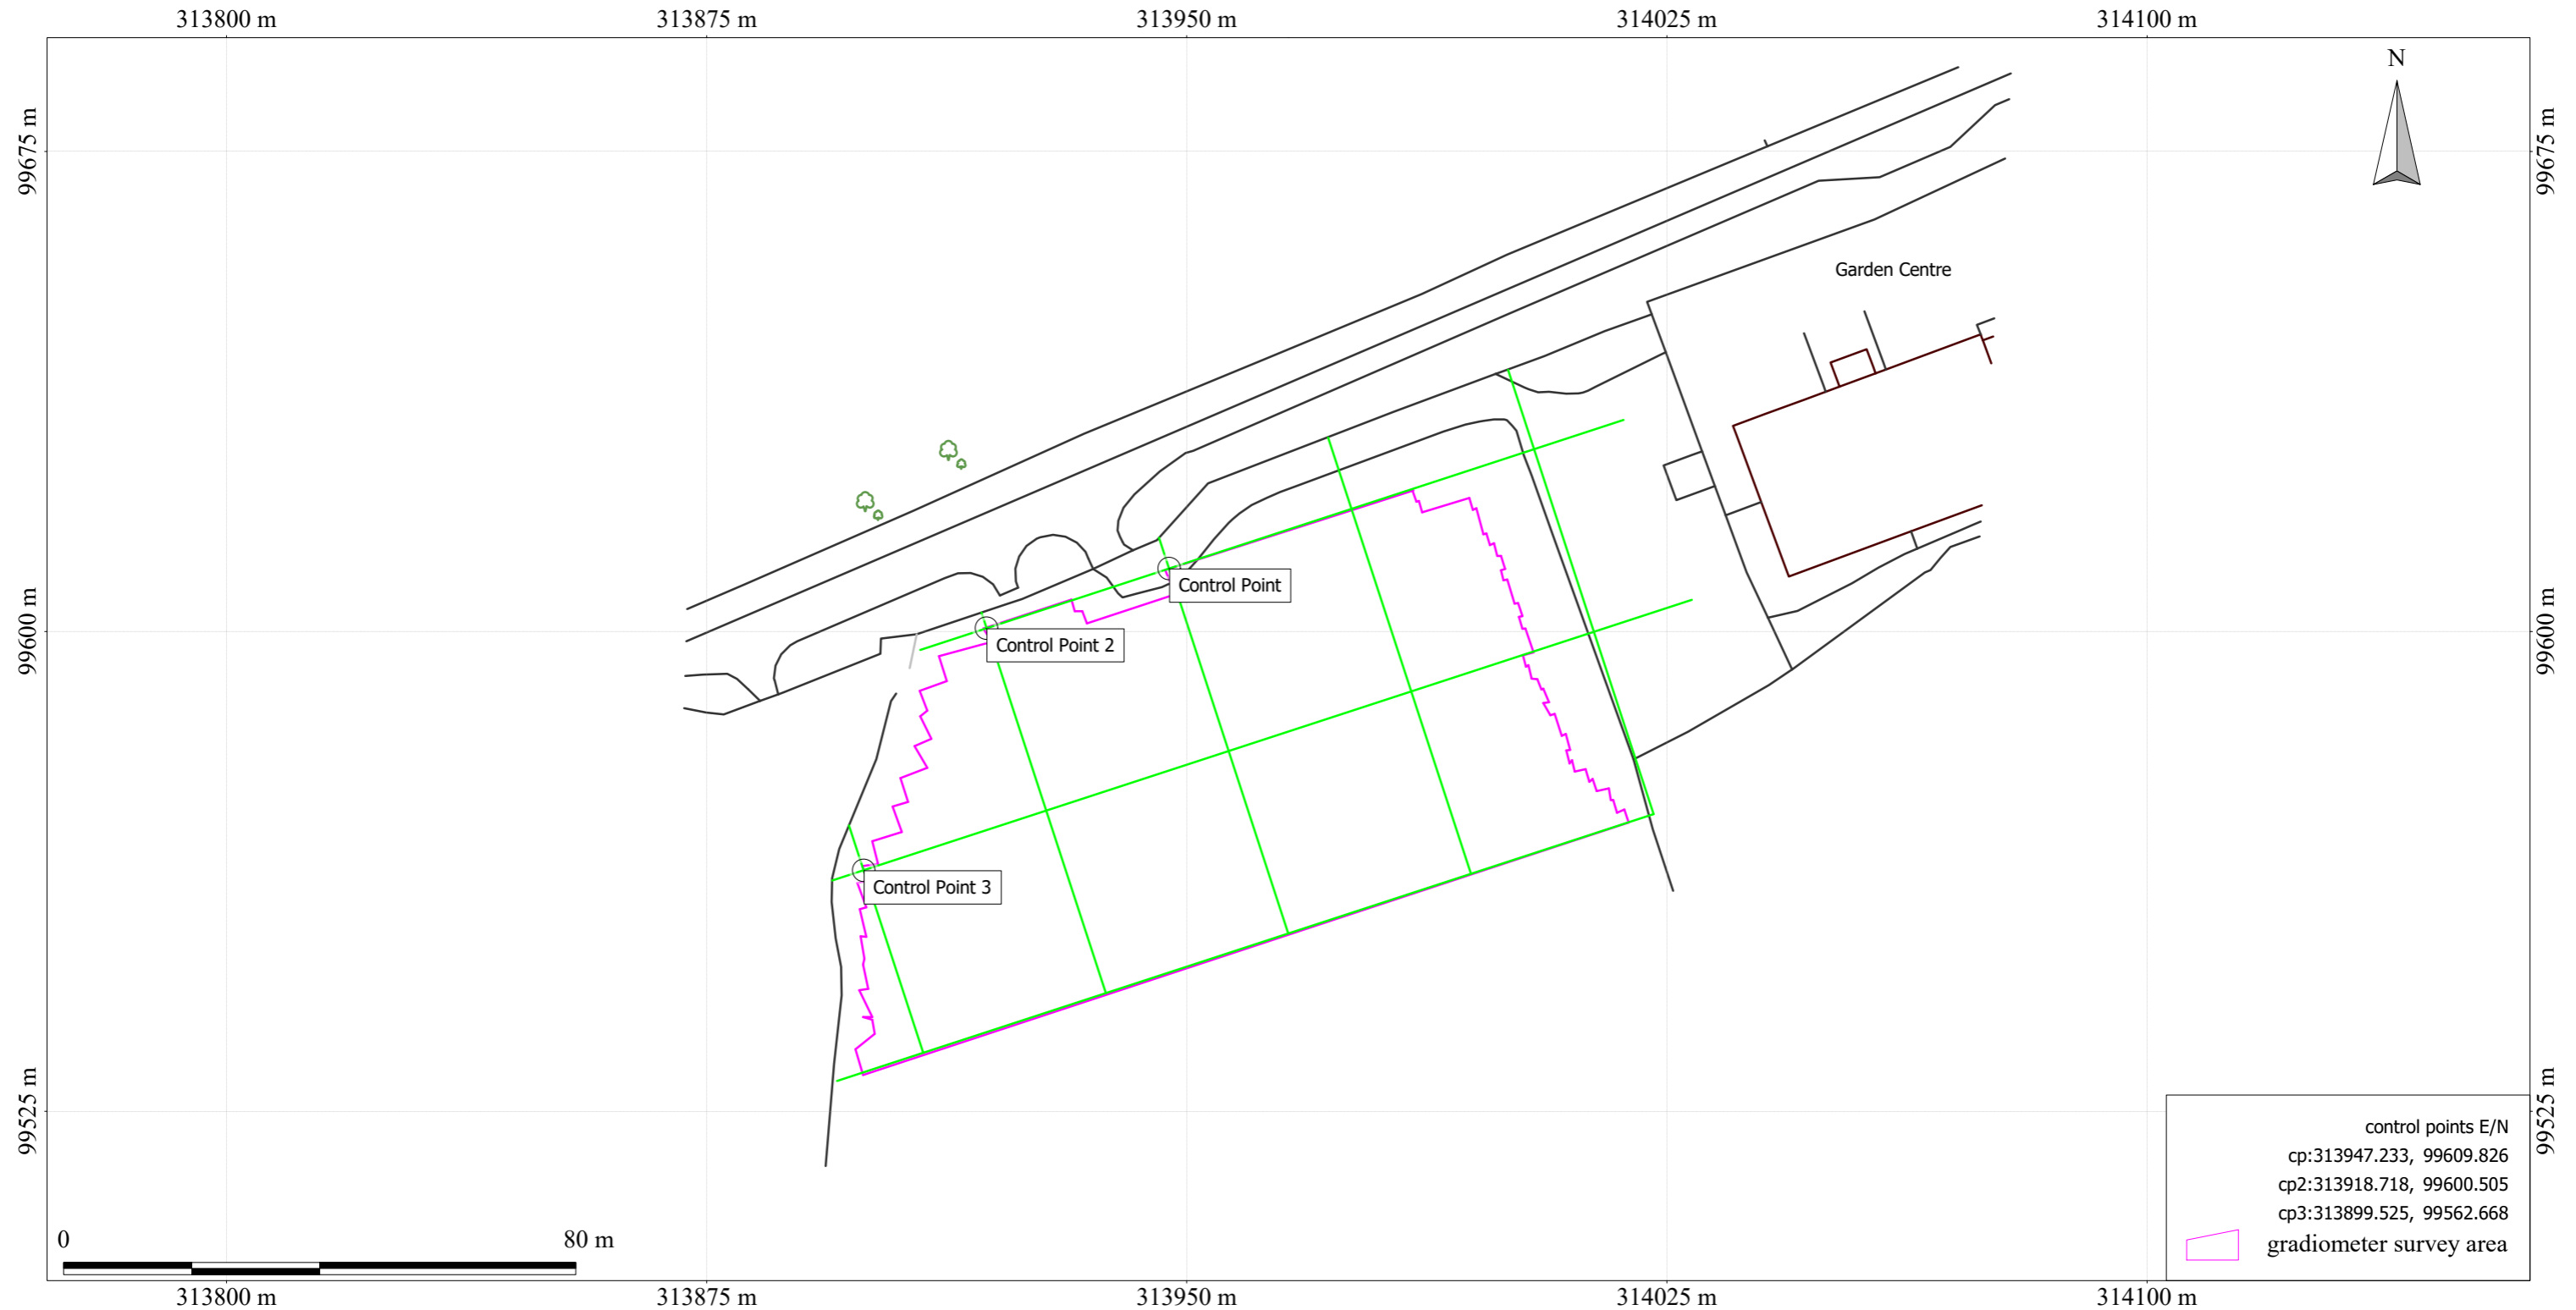 313800 m 313875 m 313950 m 314025 m 314100 m
N
99675 m 99675 m
Garden Centre
Control Point
99600 m 99600 m
Control Point 2
Control Point 3
99525 m 99525 m
control points E/N
cp:313947.233, 99609.826
cp2:313918.718, 99600.505
cp3:313899.525, 99562.668
gradiometer survey area
0 80 m
313800 m 313875 m 313950 m 314025 m 314100 m